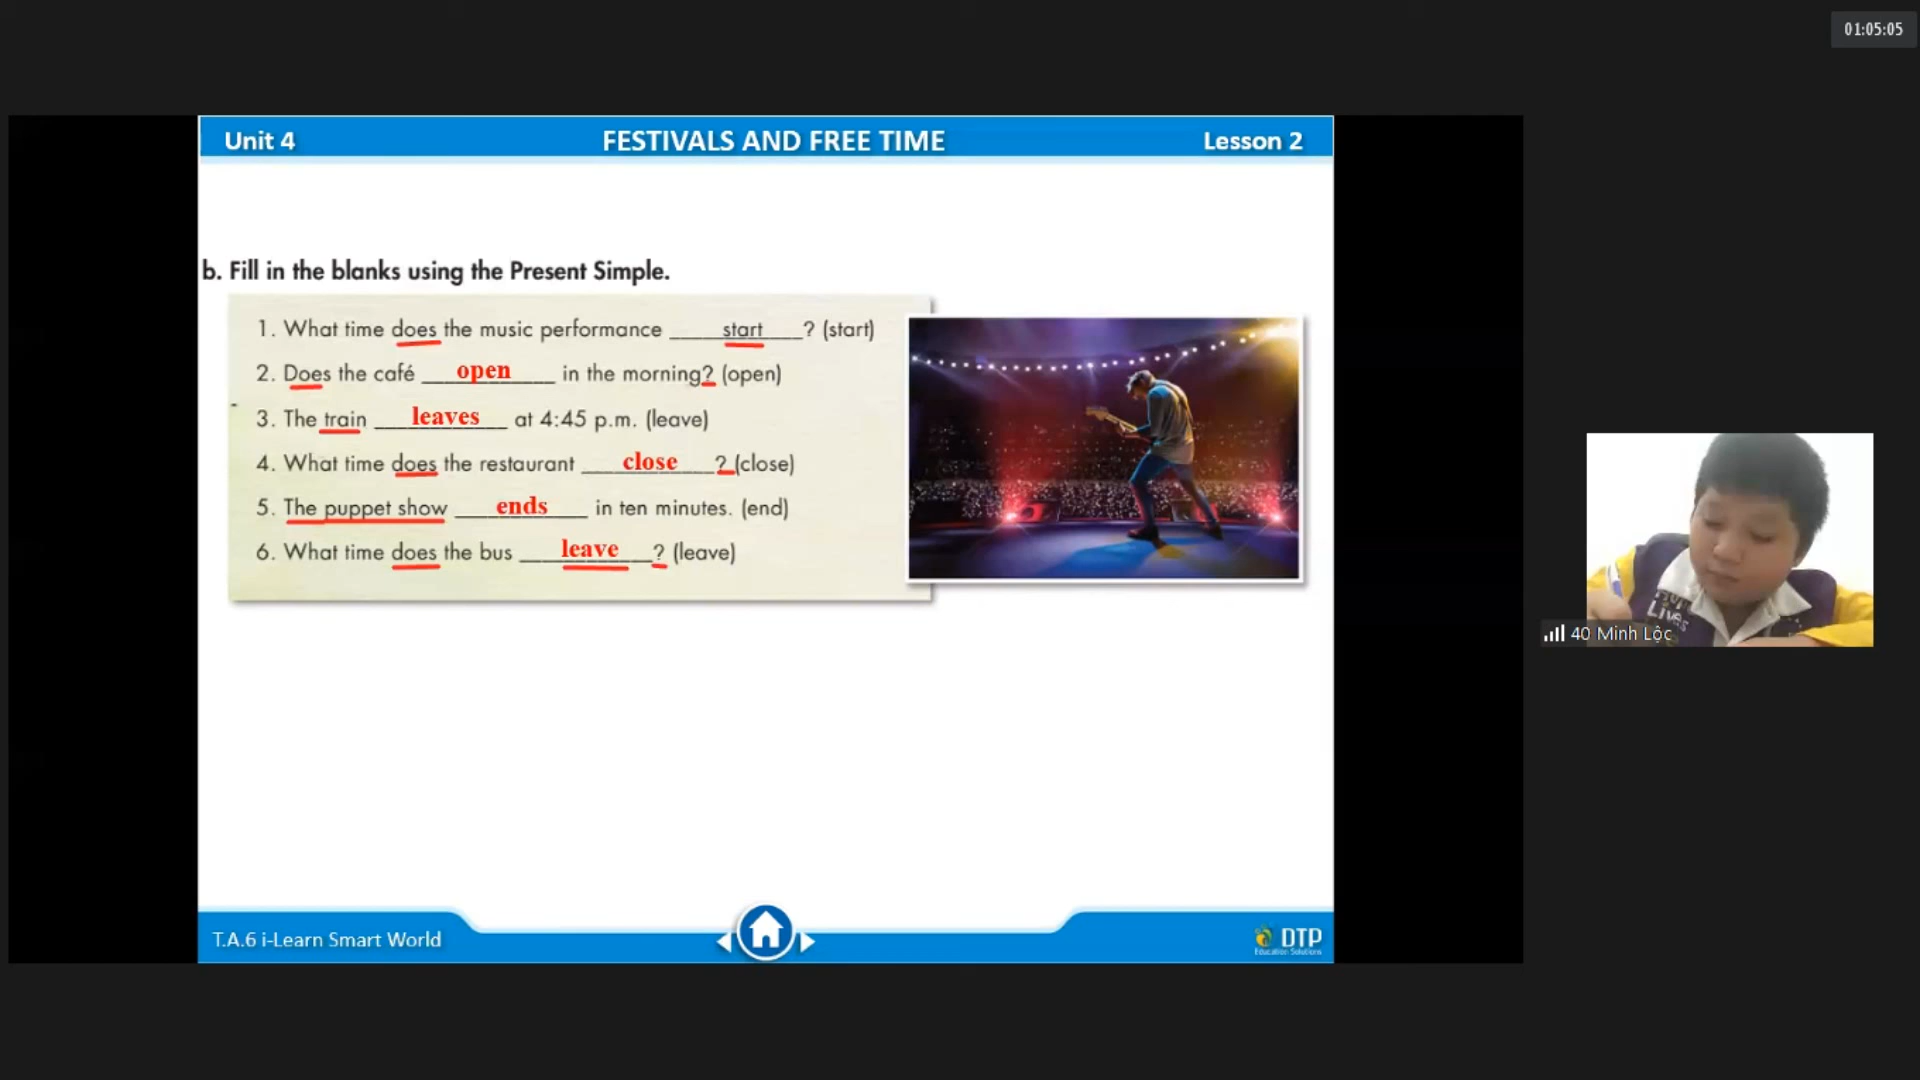 01:05:05
Unit 4 FESTIVALS AND FREE TIME Lesson 2
b. Fill in the blanks using the Present Simple.
1. What time does the music performance _____start____? (start)
2. Does the café open in the morning? (open)
3. The train leaves at 4:45 p.m. (leave)
4. What time does the restaurant close ? (close)
5. The puppet show ends in ten minutes. (end)
6. What time does the bus leave ? (leave)
Lives
40 Minh Lộc
T.A.6 i-Learn Smart World
DTP
Education Solutions